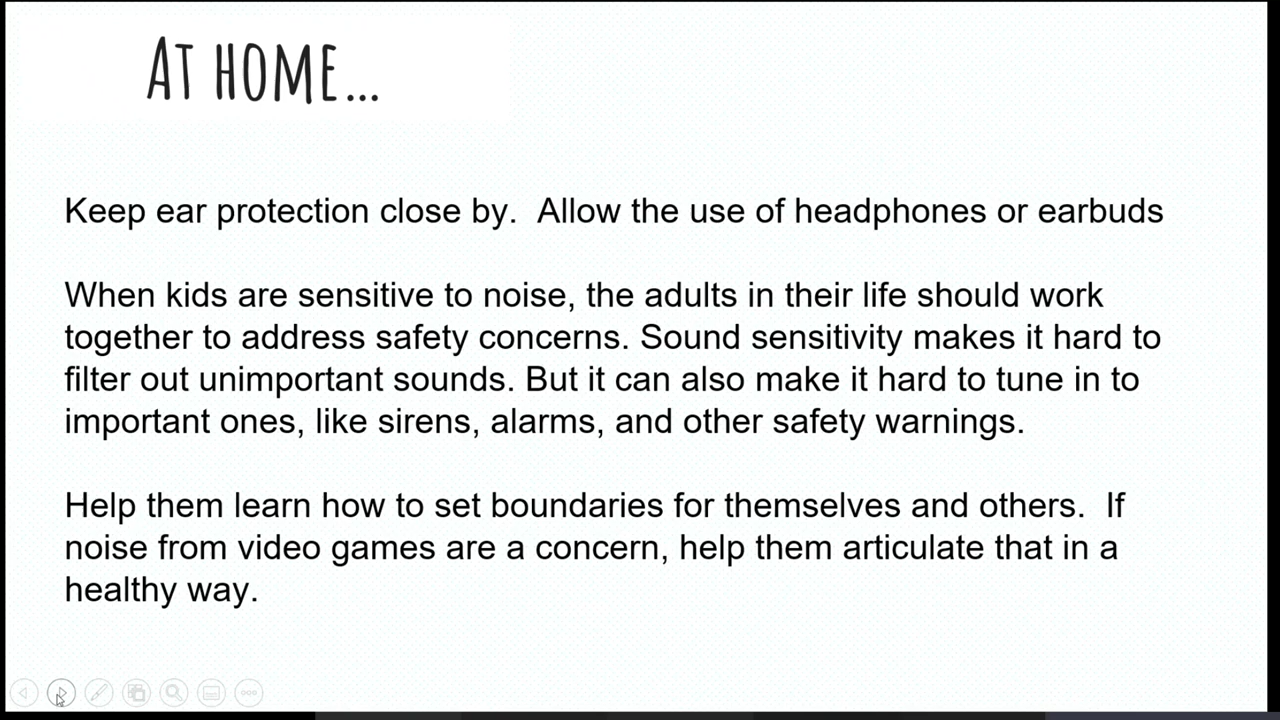 At home...
Keep ear protection close by.  Allow the use of headphones or earbuds
When kids are sensitive to noise, the adults in their life should work
together to address safety concerns. Sound sensitivity makes it hard to
filter out unimportant sounds. But it can also make it hard to tune in to
important ones, like sirens, alarms, and other safety warnings.
Help them learn how to set boundaries for themselves and others.  If
noise from video games are a concern, help them articulate that in a
healthy way.